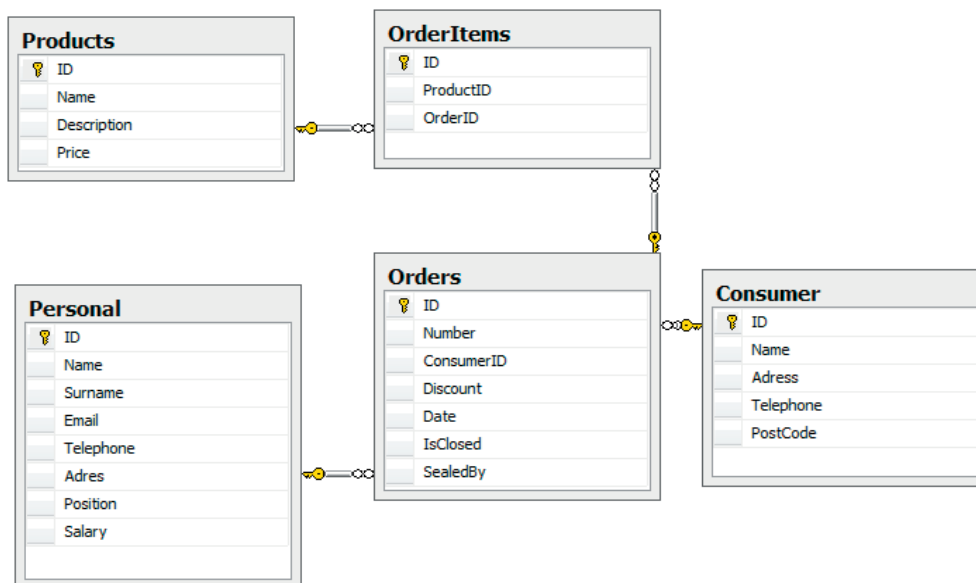 Products
ID
Name
Description
Price
OrderItems
ID
ProductID
OrderID
Personal
ID
Name
Surname
Email
Telephone
Adres
Position
Salary
Orders
ID
Number
ConsumerID
Discount
Date
IsClosed
SealedBy
Consumer
ID
Name
Adress
Telephone
PostCode